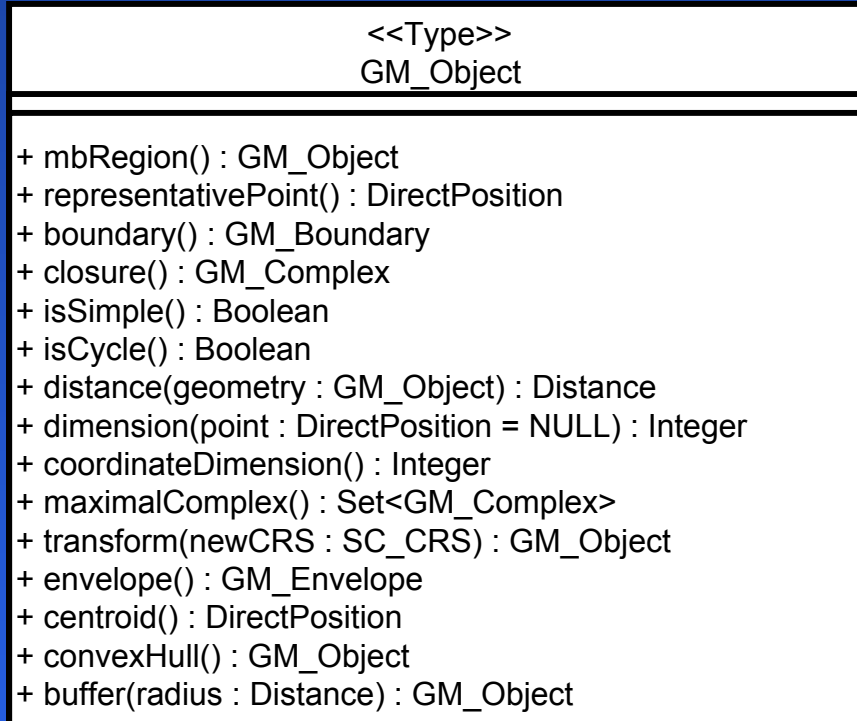 <<Type>>
GM_Object
+ mbRegion() : GM_Object
+ representativePoint() : DirectPosition
+ boundary() : GM_Boundary
+ closure() : GM_Complex
+ isSimple() : Boolean
+ isCycle() : Boolean
+ distance(geometry : GM_Object) : Distance
+ dimension(point : DirectPosition = NULL) : Integer
+ coordinateDimension() : Integer
+ maximalComplex() : Set<GM_Complex>
+ transform(newCRS : SC_CRS) : GM_Object
+ envelope() : GM_Envelope
+ centroid() : DirectPosition
+ convexHull() : GM_Object
+ buffer(radius : Distance) : GM_Object